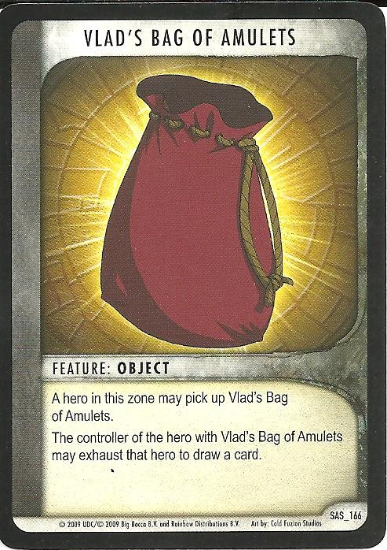 VLAD'S BAG OF AMULETS
FEATURE: OBJECT
A hero in this zone may pick up Vlad's Bag
of Amulets.
The controller of the hero with Vlad's Bag of Amulets
may exhaust that hero to draw a card.
SAS_166
© 2009 UDC/© 2009 Big Bocca B.V. and Rainbow Distributions B.V. Art by: Cold Fuzion Studios